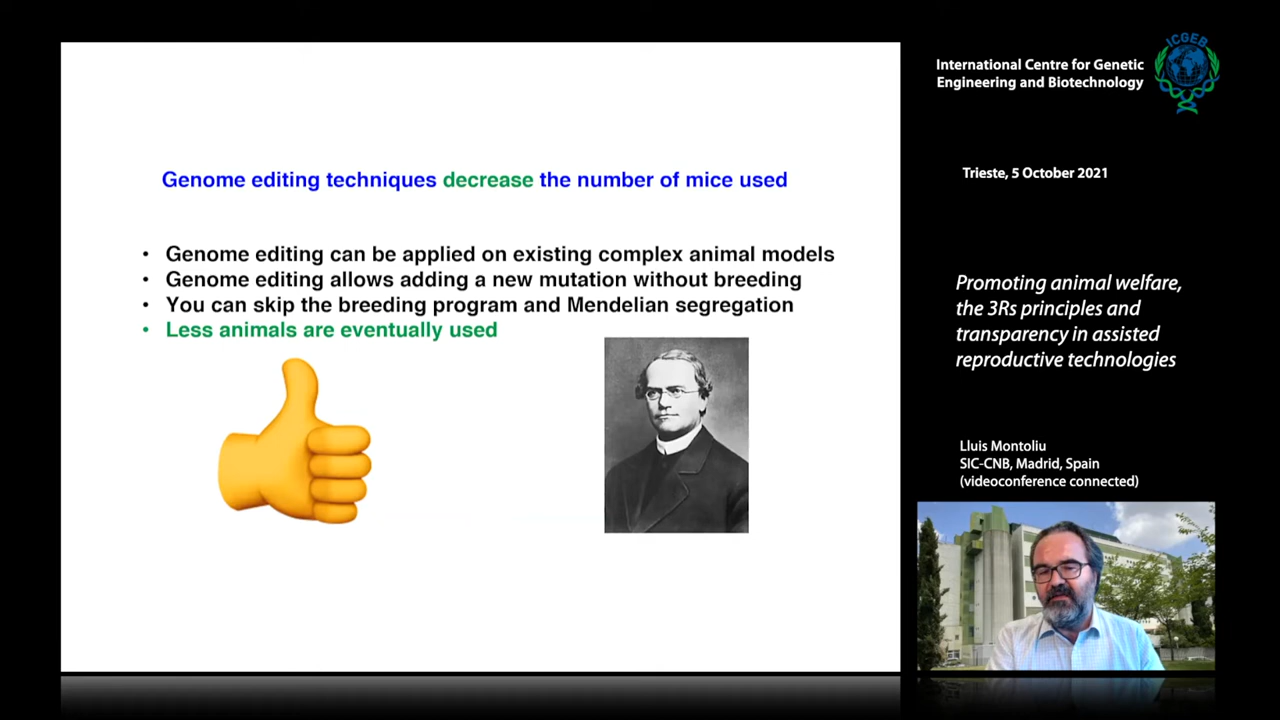 Genome editing techniques decrease the number of mice used
• Genome editing can be applied on existing complex animal models
• Genome editing allows adding a new mutation without breeding
• You can skip the breeding program and Mendelian segregation
• Less animals are eventually used
International Centre for Genetic
Engineering and Biotechnology
ICGEB
Trieste, 5 October 2021
Promoting animal welfare,
the 3Rs principles and
transparency in assisted
reproductive technologies
Lluis Montoliu
SIC-CNB, Madrid, Spain
(videoconference connected)